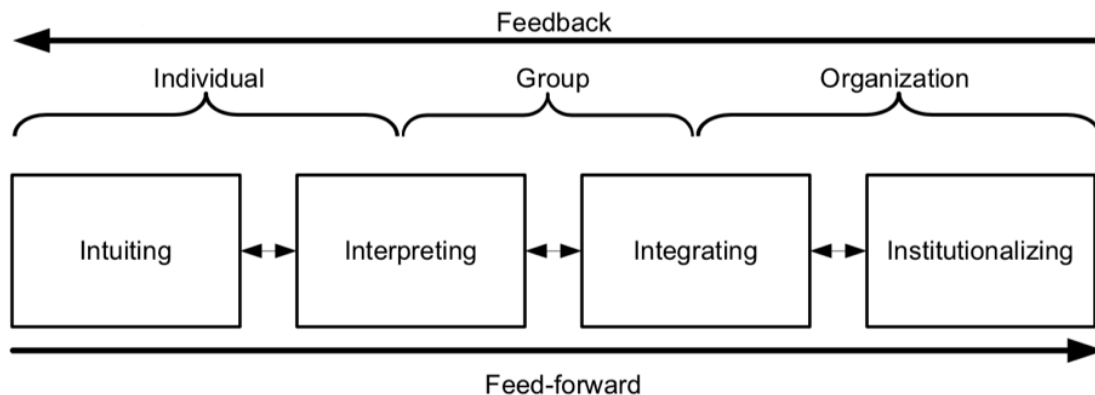 Feedback
Individual Group Organization
Intuiting Interpreting Integrating Institutionalizing
Feed-forward